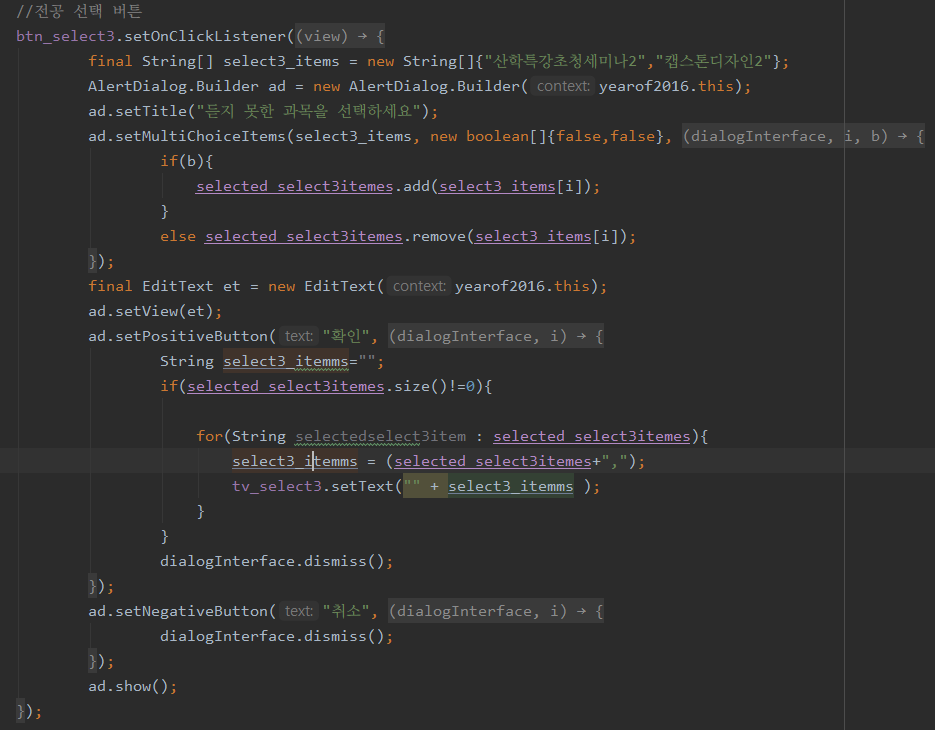 //전공 선택 버튼
btn_select3.setOnClickListener((view) → {
final String[] select3_items = new String[]{"산학특강초청세미나2","캡스톤디자인2"};
AlertDialog.Builder ad = new AlertDialog.Builder( context: yearof2016.this);
ad.setTitle("듣지 못한 과목을 선택하세요");
ad.setMultiChoiceItems(select3_items, new boolean[]{false,false}, (dialogInterface, i, b) → {
if(b){
selected_select3itemes.add(select3_items[i]);
}
else selected_select3itemes.remove(select3_items[i]);
});
final EditText et = new EditText( context: yearof2016.this);
ad.setView(et);
ad.setPositiveButton( text: "확인", (dialogInterface, i) → {
String select3_itemms="";
if(selected_select3itemes.size()!=0){
for(String selectedselect3item : selected_select3itemes){
select3_itemms = (selected_select3itemes+",");
tv_select3.setText("" + select3_itemms );
}
}
dialogInterface.dismiss();
});
ad.setNegativeButton( text: "취소", (dialogInterface, i) → {
dialogInterface.dismiss();
});
ad.show();
});